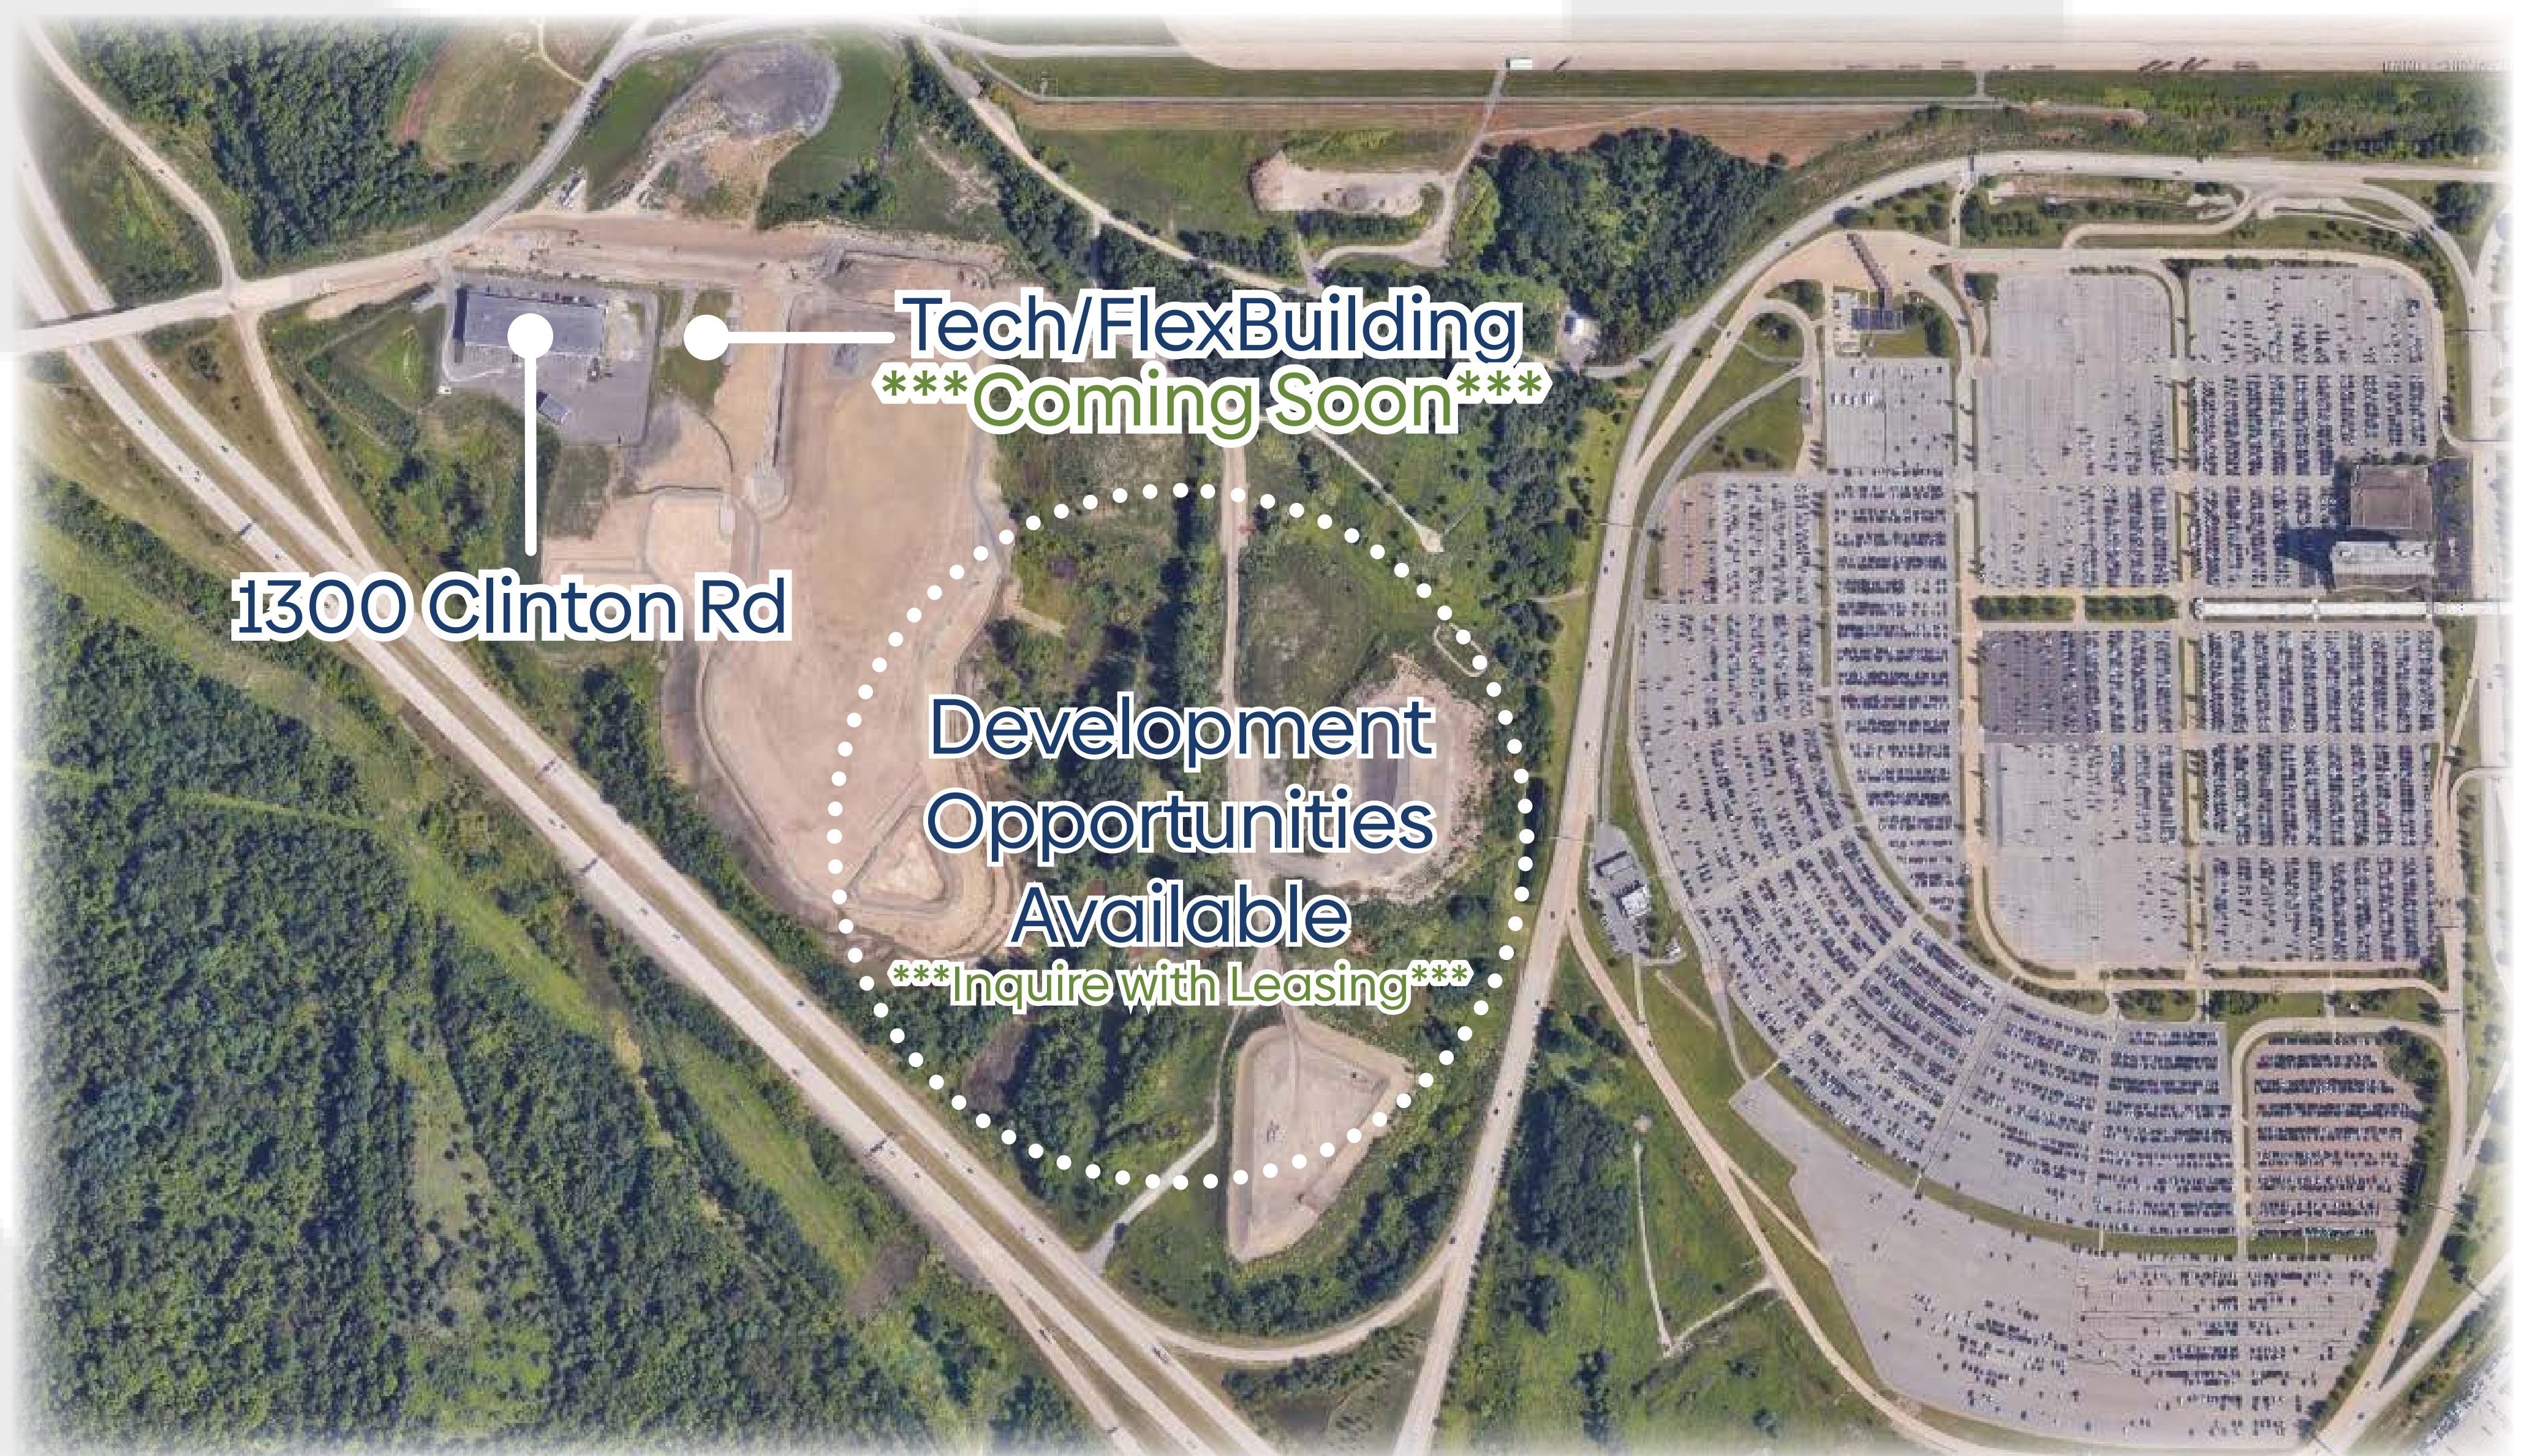 Tech/FlexBuilding
***Coming Soon***
1300 Clinton Rd
Development
Opportunities
Available
***Inquire with Leasing***